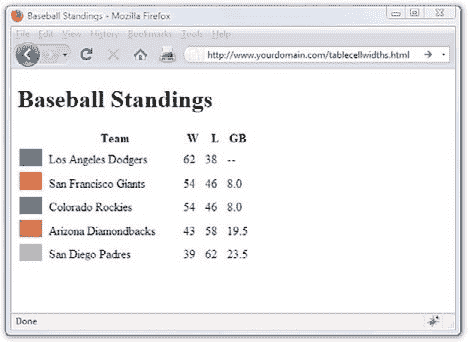 Baseball Standings - Mozilla Firefox
File Edit View History Bookmarks Tools Help
http://www.yourdomain.com/tablecellwidths.html
Baseball Standings
Team W L GB
Los Angeles Dodgers 62 38 --
San Francisco Giants 54 46 8.0
Colorado Rockies 54 46 8.0
Arizona Diamondbacks 43 58 19.5
San Diego Padres 39 62 23.5
Done